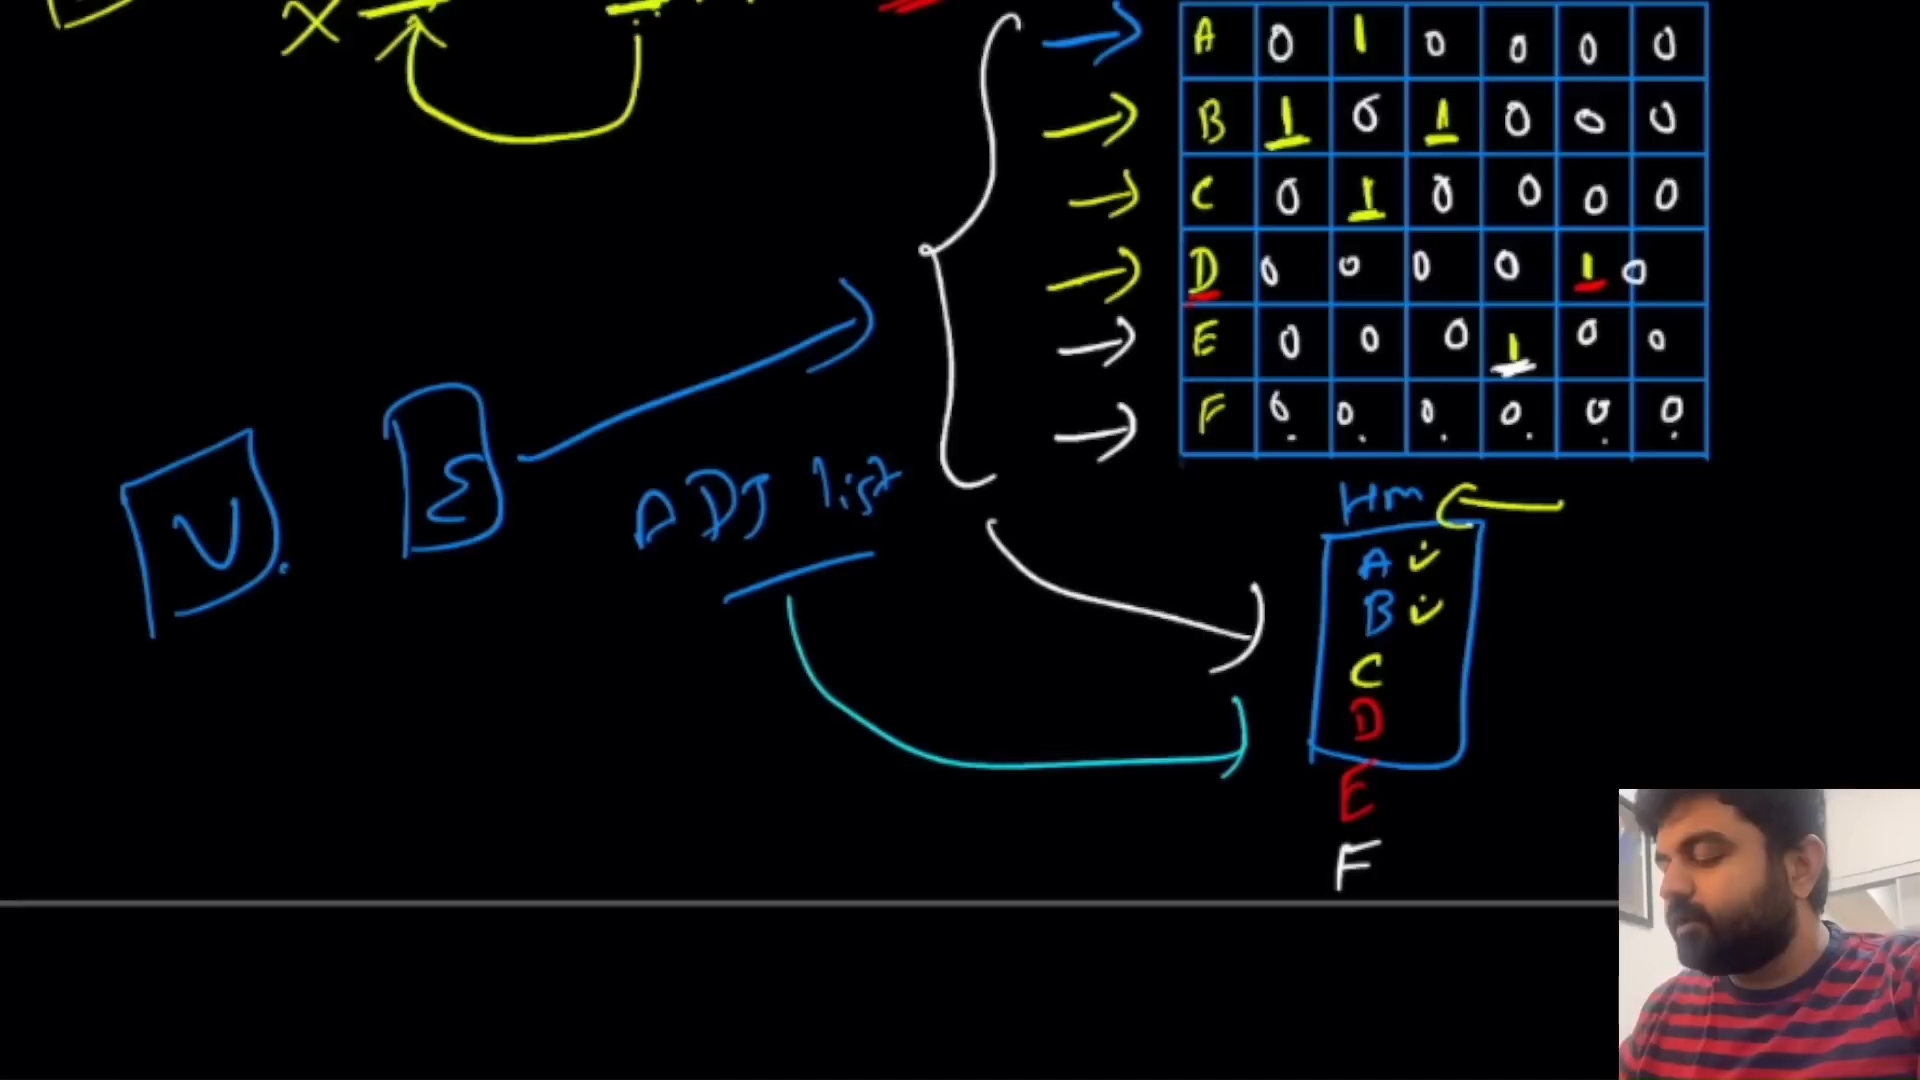 X
A 0 1 0 0 0 0
B 1 0 1 0 0 0
C 0 1 0 0 0 0
D 0 0 0 0 1 0
E 0 0 0 1 0 0
F 0 0 0 0 0 0
V
E
ADJ list
Hm
A
B
C
D
E
F